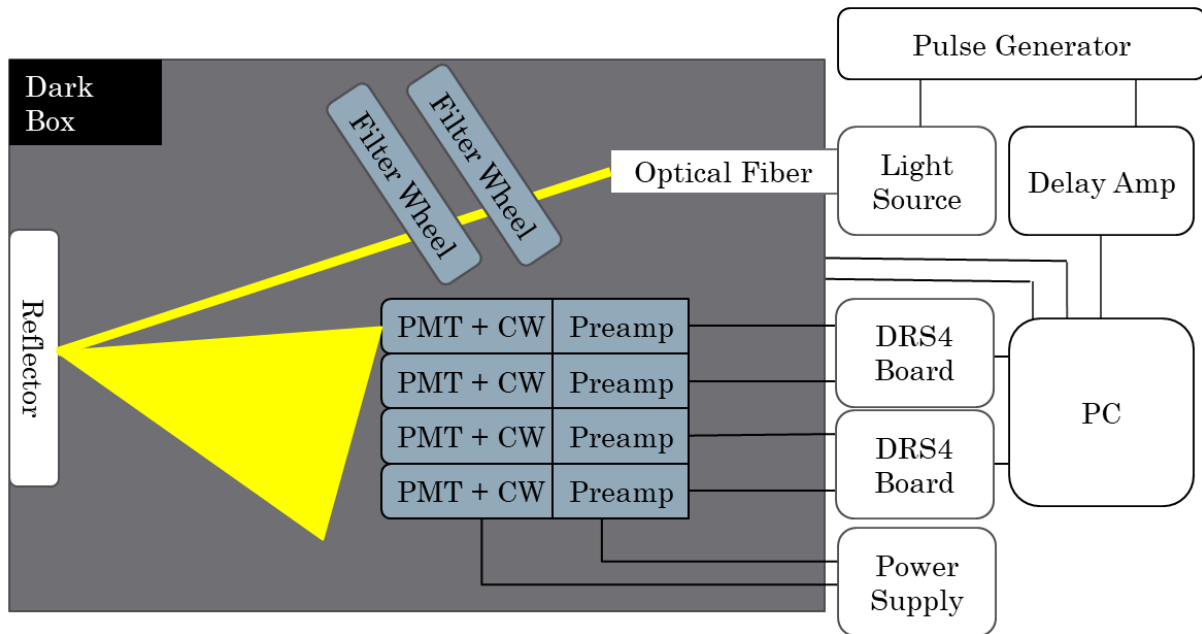 Pulse Generator
Dark
Box
Filter Wheel
Filter Wheel
Optical Fiber
Light
Source
Delay Amp
Reflector
PMT + CW
Preamp
PMT + CW
Preamp
PMT + CW
Preamp
PMT + CW
Preamp
DRS4
Board
DRS4
Board
PC
Power
Supply